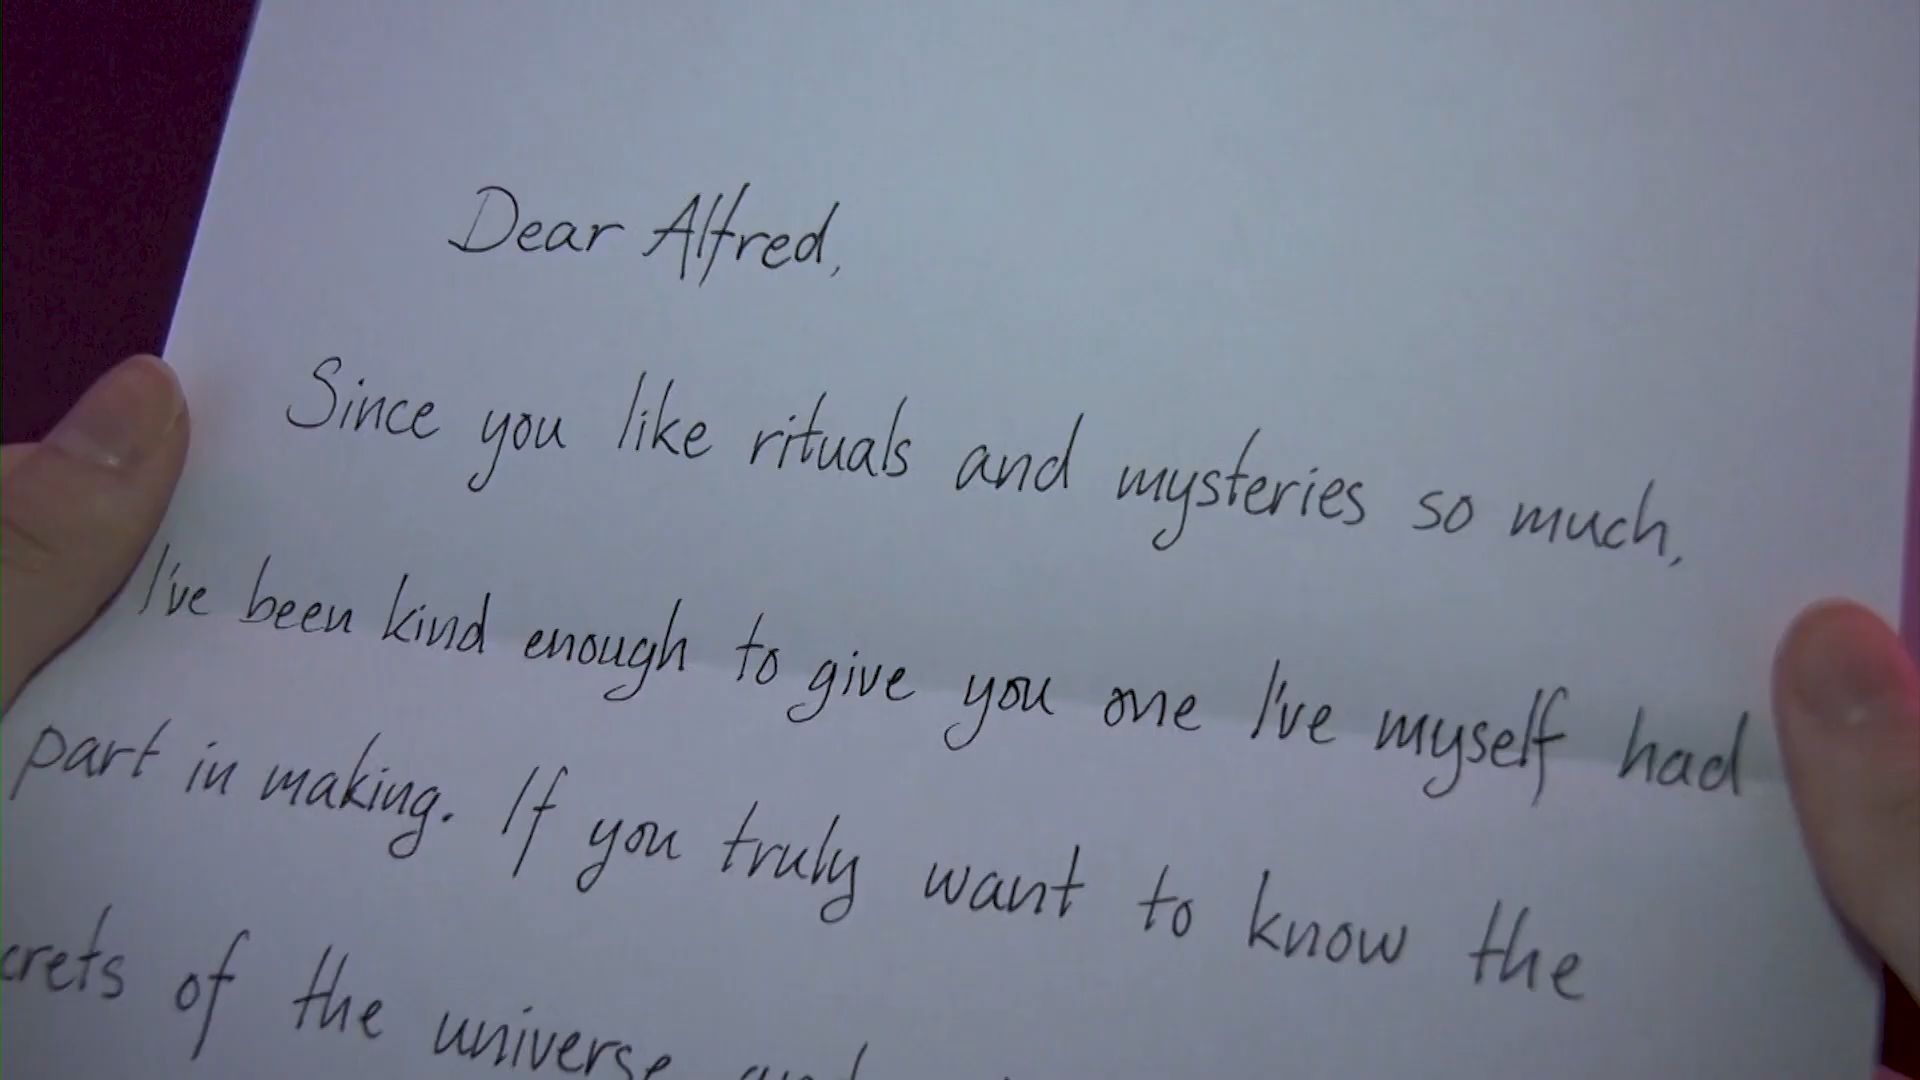 Dear Alfred,
Since you like rituals and mysteries so much,
I've been kind enough to give you one I've myself had
part in making. If you truly want to know the
crets of the universe